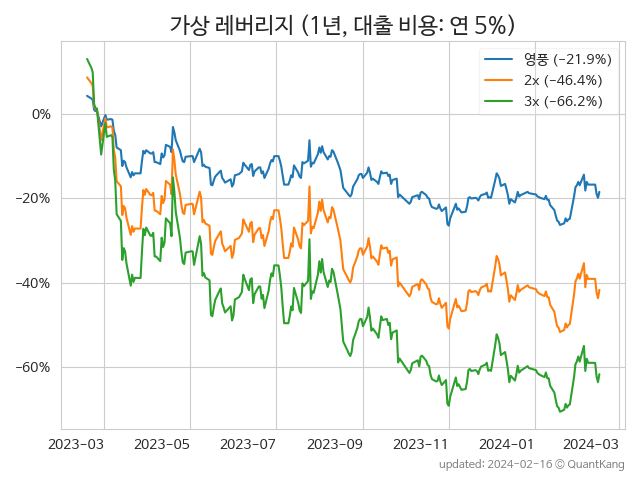 가상 레버리지 (1년, 대출 비용: 연 5%)
영풍 (−21.9%)
2x (−46.4%)
3x (−66.2%)
0%
−20%
−40%
−60%
2023-03 2023-05 2023-07 2023-09 2023-11 2024-01 2024-03
updated: 2024-02-16 © QuantKang